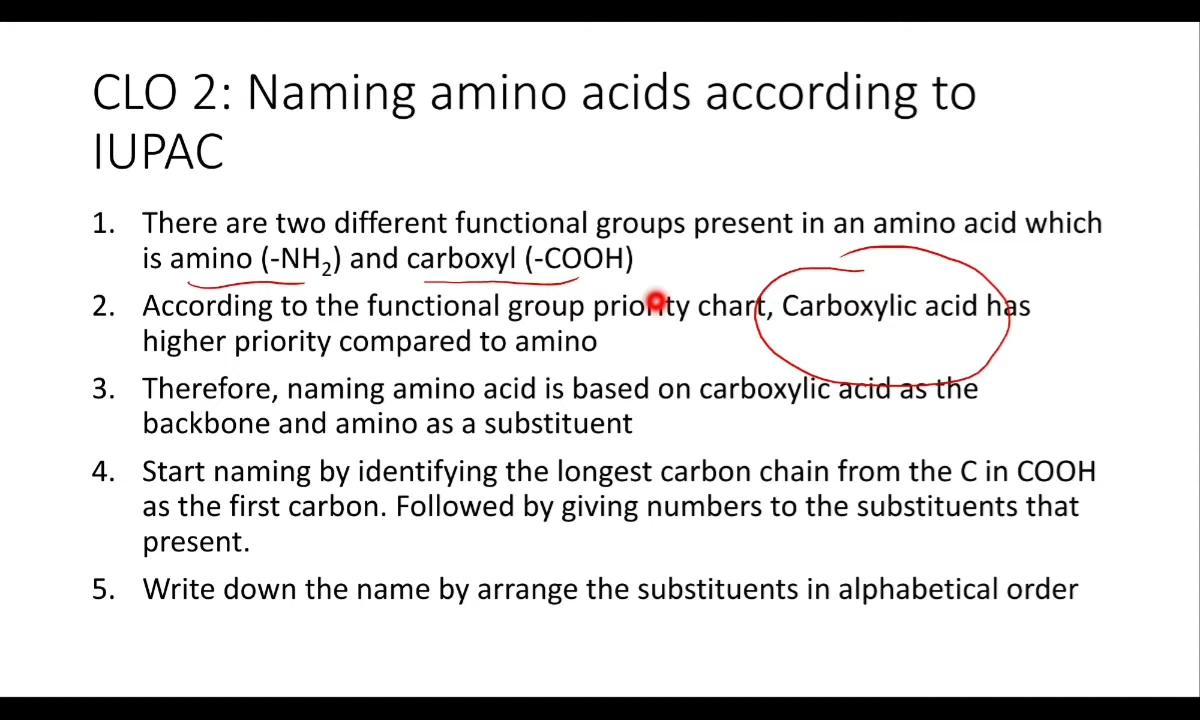 CLO 2: Naming amino acids according to
IUPAC
1. There are two different functional groups present in an amino acid which
is amino (-NH₂) and carboxyl (-COOH)
2. According to the functional group priority chart, Carboxylic acid has
higher priority compared to amino
3. Therefore, naming amino acid is based on carboxylic acid as the
backbone and amino as a substituent
4. Start naming by identifying the longest carbon chain from the C in COOH
as the first carbon. Followed by giving numbers to the substituents that
present.
5. Write down the name by arrange the substituents in alphabetical order